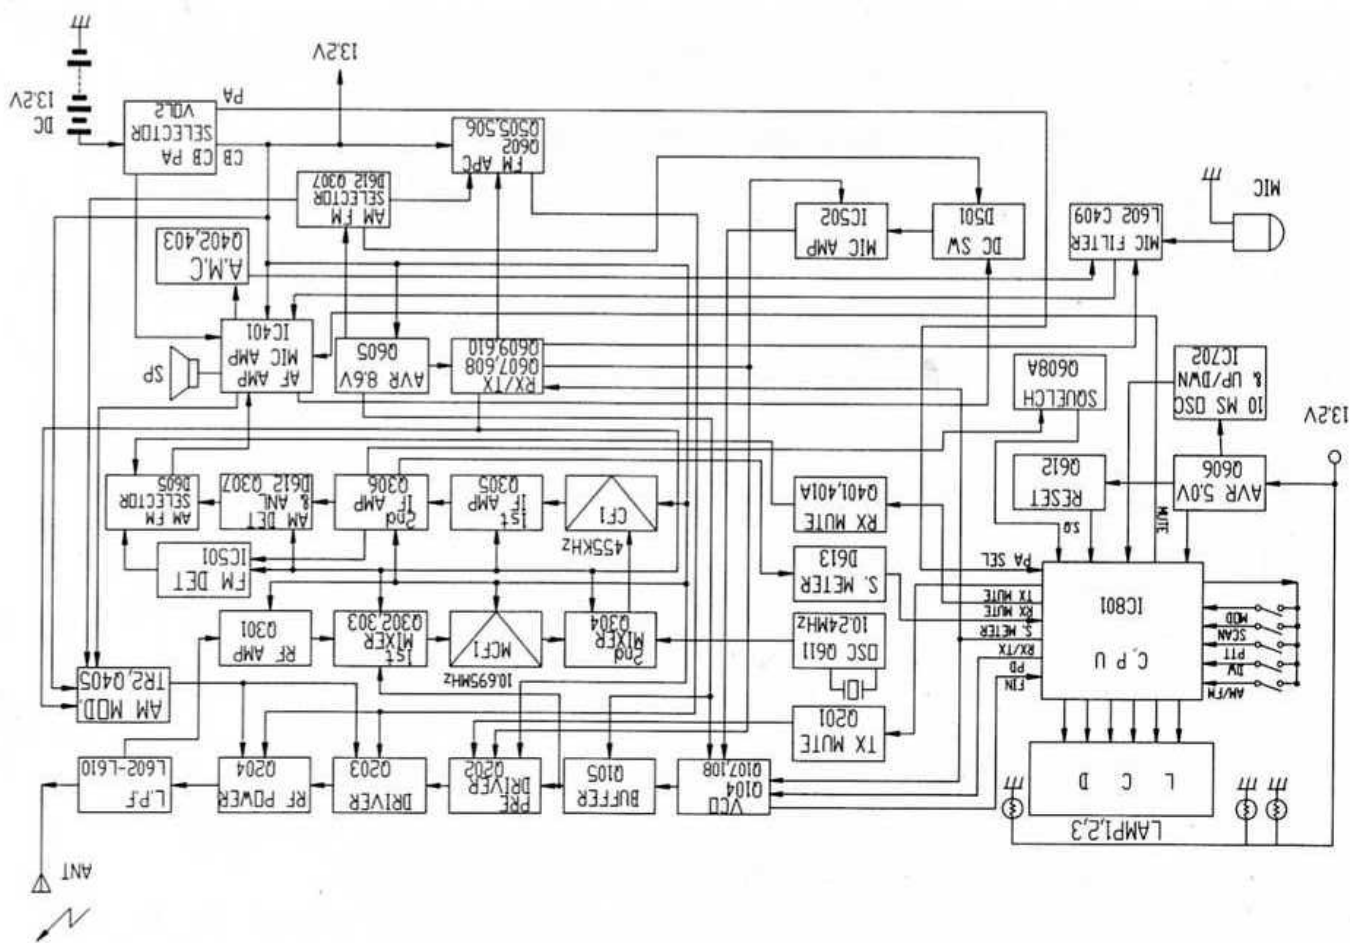 ANT
LAMP1,2,3
L C D
VCO
Q104
Q107,108
BUFFER
Q105
PRE
DRIVER
Q202
DRIVER
Q203
RF POWER
Q204
L.P.F
L602-L610
TX MUTE
Q201
AM MOD.
TR2,Q405
AM/FM
DW
PTT
SCAN
MOD
C.P U
IC801
FIN
PD
RX/TX
S. METER
RX MUTE
TX MUTE
PA SEL
S.Q
MUTE
OSC Q611
10.24MHz
2nd
MIXER
Q304
10.695MHz
MCF1
1st
MIXER
Q302,303
RF AMP
Q301
S. METER
D613
455KHz
FM DET
IC501
RX MUTE
Q401,401A
CF1
1st
IF
AMP
Q305
2nd
IF
AMP
Q306
AM DET
& ANL
D612 Q307
AM FM
SELECTOR
D605
13.2V
AVR 5.0V
Q606
RESET
Q612
10 MS OSC
& UP/DWN
IC702
SQUELCH
Q608A
RX/TX
Q607,608
Q609,610
AVR 8.6V
Q605
AF AMP
MIC AMP
IC401
SP
MIC
MIC FILTER
L602 C409
DC SW
D501
MIC AMP
IC502
A.M.C
Q402,403
AM FM
SELECTOR
D612 Q307
FM APC
Q602
Q505,506
CB
PA
CB PA
SELECTOR
VOL2
DC
13.2V
13.2V